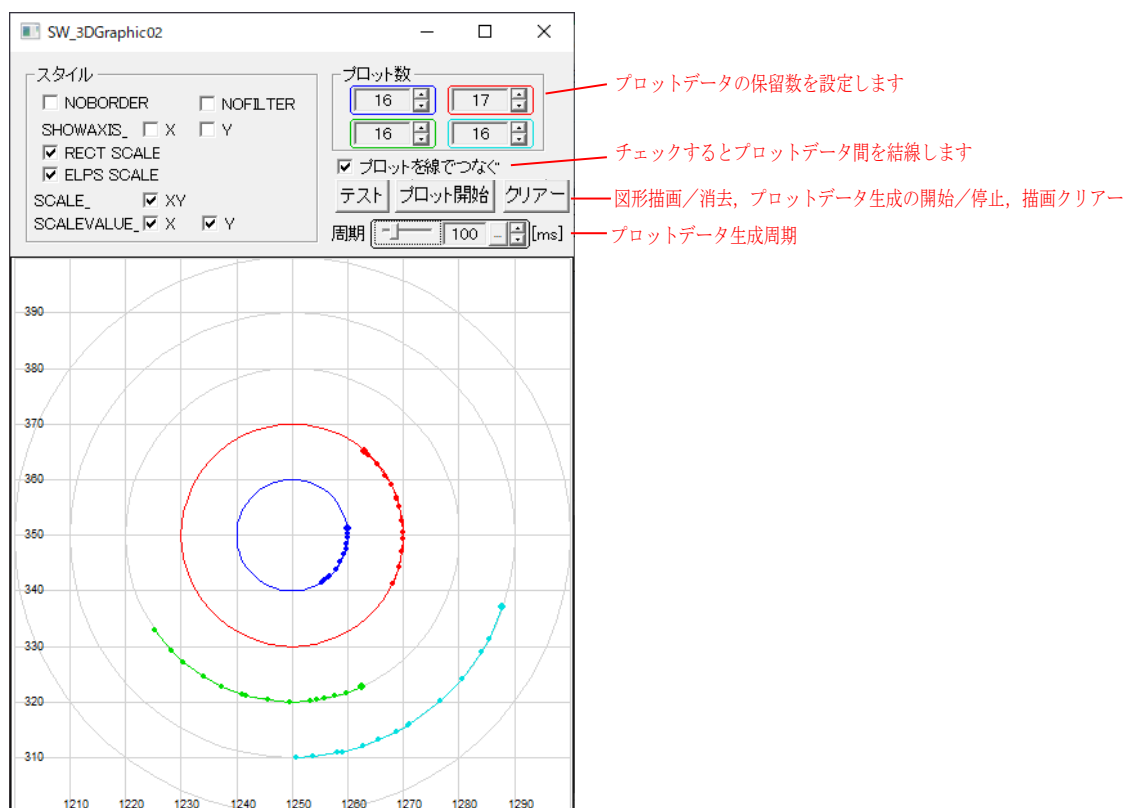 SW_3DGraphic02
スタイル
NOBORDER
NOFILTER
SHOWAXIS_ X Y
RECT SCALE
ELPS SCALE
SCALE_ XY
SCALEVALUE_ X Y
プロット数
16
17
16
16
プロットを線でつなぐ
テスト
プロット開始
クリアー
周期
100
[ms]
プロットデータの保留数を設定します
チェックするとプロットデータ間を結線します
図形描画／消去，プロットデータ生成の開始／停止，描画クリアー
プロットデータ生成周期
390
380
370
360
350
340
330
320
310
1210 1220 1230 1240 1250 1260 1270 1280 1290